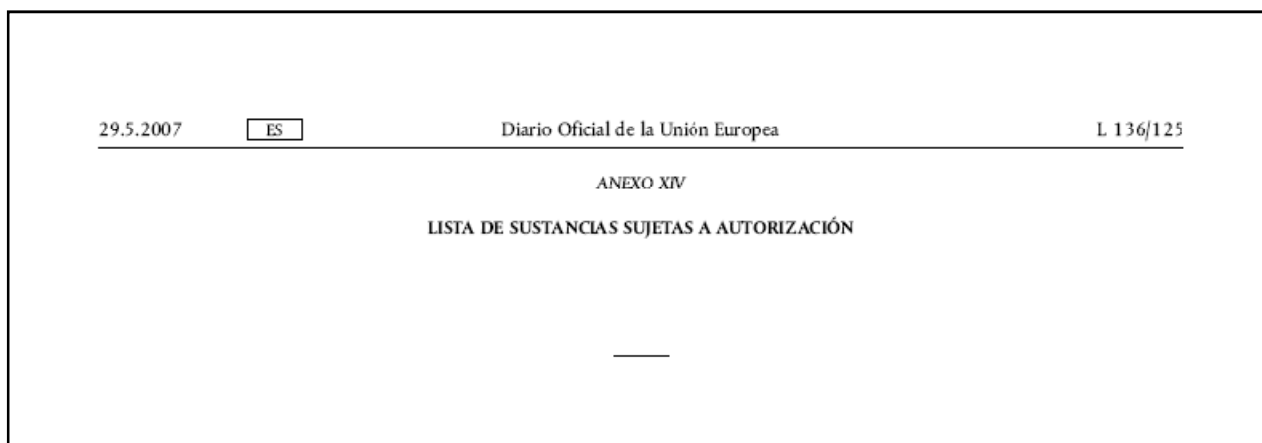 29.5.2007 ES Diario Oficial de la Unión Europea L 136/125
ANEXO XIV
LISTA DE SUSTANCIAS SUJETAS A AUTORIZACIÓN